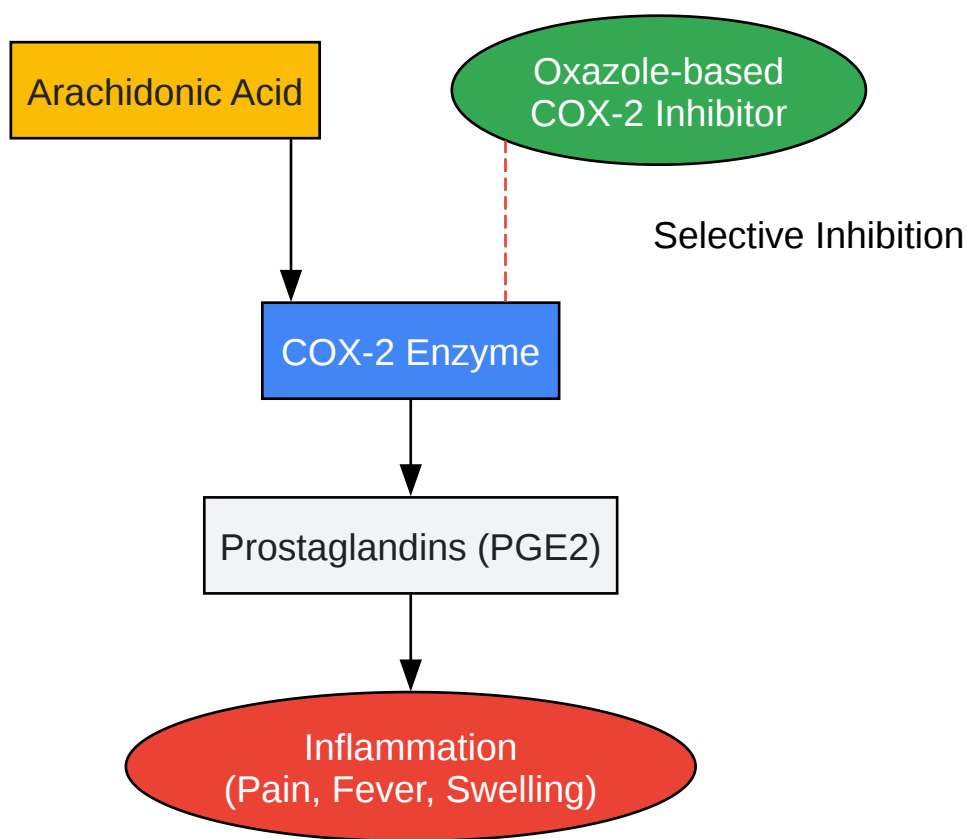 Arachidonic Acid
Oxazole-based
COX-2 Inhibitor
Selective Inhibition
COX-2 Enzyme
Prostaglandins (PGE2)
Inflammation
(Pain, Fever, Swelling)